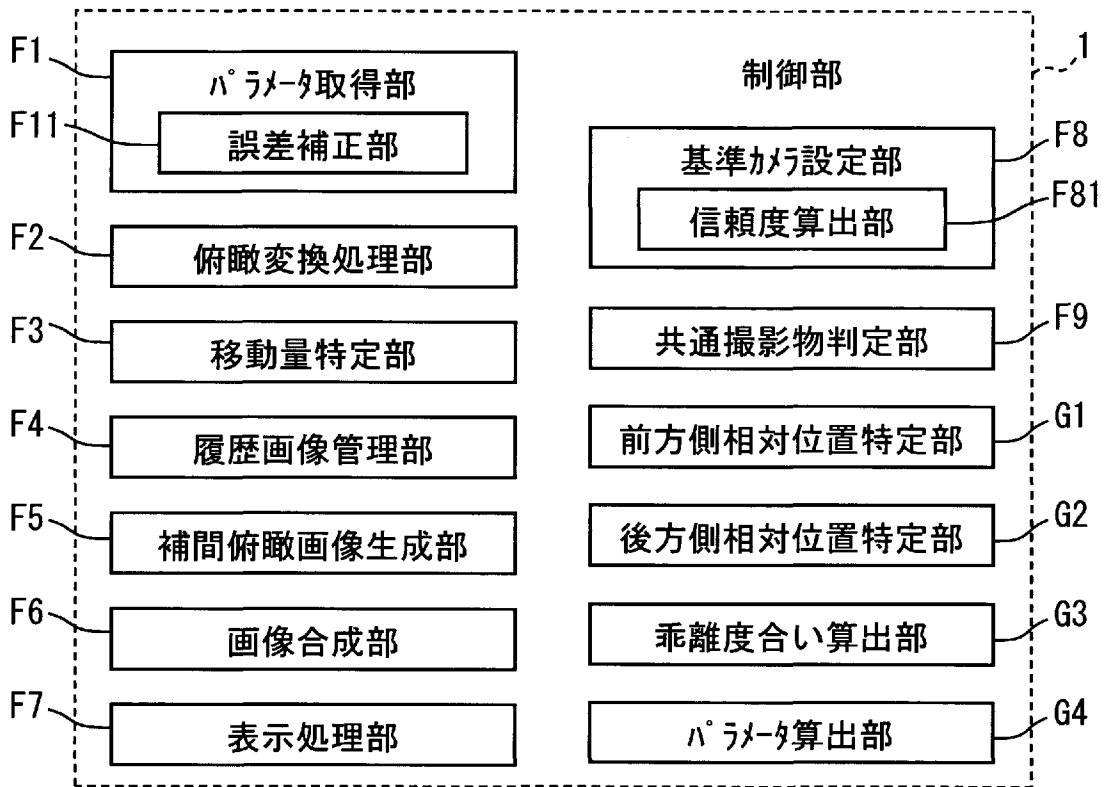 F1
パラメータ取得部
F11
誤差補正部
F2
俯瞰変換処理部
F3
移動量特定部
F4
履歴画像管理部
F5
補間俯瞰画像生成部
F6
画像合成部
F7
表示処理部
制御部
1
基準カメラ設定部
F8
信頼度算出部
F81
共通撮影物判定部
F9
前方側相対位置特定部
G1
後方側相対位置特定部
G2
乖離度合い算出部
G3
パラメータ算出部
G4